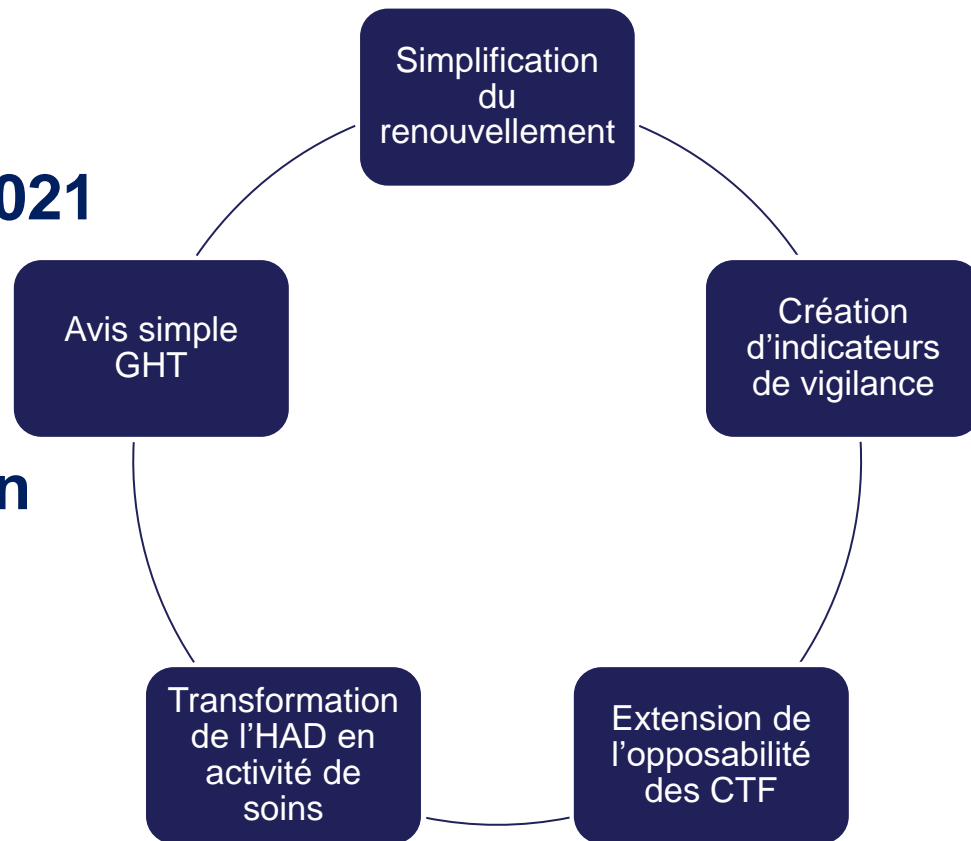 Simplification
du
renouvellement
021
Avis simple
GHT
Création
d’indicateurs
de vigilance
n
Transformation
de l’HAD en
activité de
soins
Extension de
l’opposabilité
des CTF